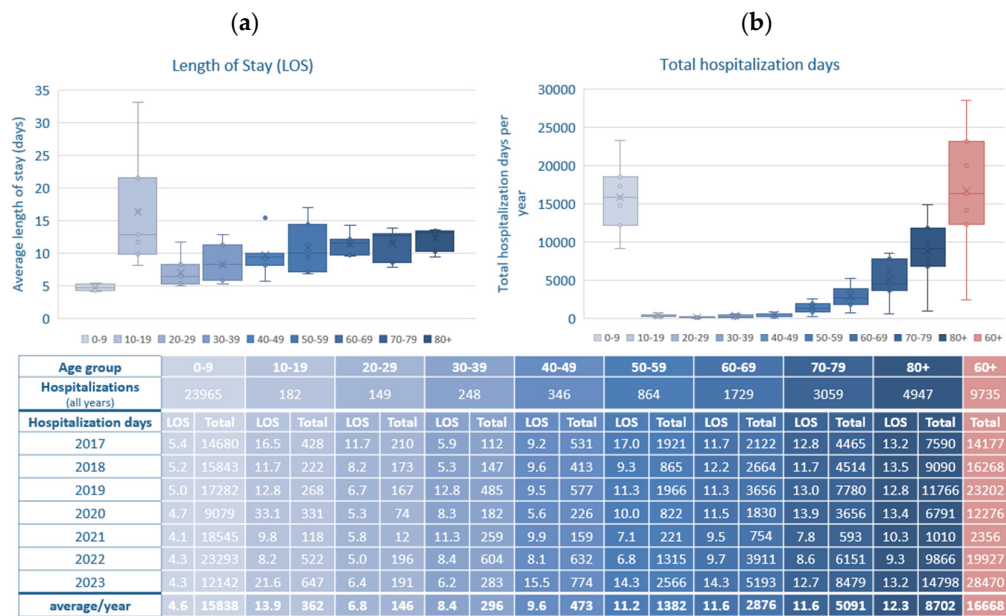 (a)
(b)
Length of Stay (LOS)
Total hospitalization days
Average length of stay (days)
35
30
25
20
15
10
5
0
0-9 10-19 20-29 30-39 40-49 50-59 60-69 70-79 80+
Total hospitalization days per year
30000
25000
20000
15000
10000
5000
0
0-9 10-19 20-29 30-39 40-49 50-59 60-69 70-79 80+ 60+
Age group 0-9 10-19 20-29 30-39 40-49 50-59 60-69 70-79 80+ 60+
Hospitalizations (all years) 23965 182 149 248 346 864 1729 3059 4947 9735
Hospitalization days LOS Total LOS Total LOS Total LOS Total LOS Total LOS Total LOS Total LOS Total LOS Total Total
2017 5.4 14680 16.5 428 11.7 210 5.9 112 9.2 531 17.0 1921 11.7 2122 12.8 4465 13.2 7590 14177
2018 5.2 15843 11.7 222 8.2 173 5.3 147 9.6 413 9.3 865 12.2 2664 11.7 4514 13.5 9090 16268
2019 5.0 17282 12.8 268 6.7 167 12.8 485 9.5 577 11.3 1966 11.3 3656 13.0 7780 12.8 11766 23202
2020 4.7 9079 33.1 331 5.3 74 8.3 182 5.6 226 10.0 822 11.5 1830 13.9 3656 13.4 6791 12276
2021 4.1 18545 9.8 118 5.8 12 11.3 259 9.9 159 7.1 221 9.5 754 7.8 593 10.3 1010 2356
2022 4.3 23293 8.2 522 5.0 196 8.4 604 8.1 632 6.8 1315 9.7 3911 8.6 6151 9.3 9866 19927
2023 4.3 12142 21.6 647 6.4 191 6.2 283 15.5 774 14.3 2566 14.3 5193 12.7 8479 13.2 14798 28470
average/year 4.6 15838 13.9 362 6.8 146 8.4 296 9.6 473 11.2 1382 11.6 2876 11.6 5091 12.3 8702 16668